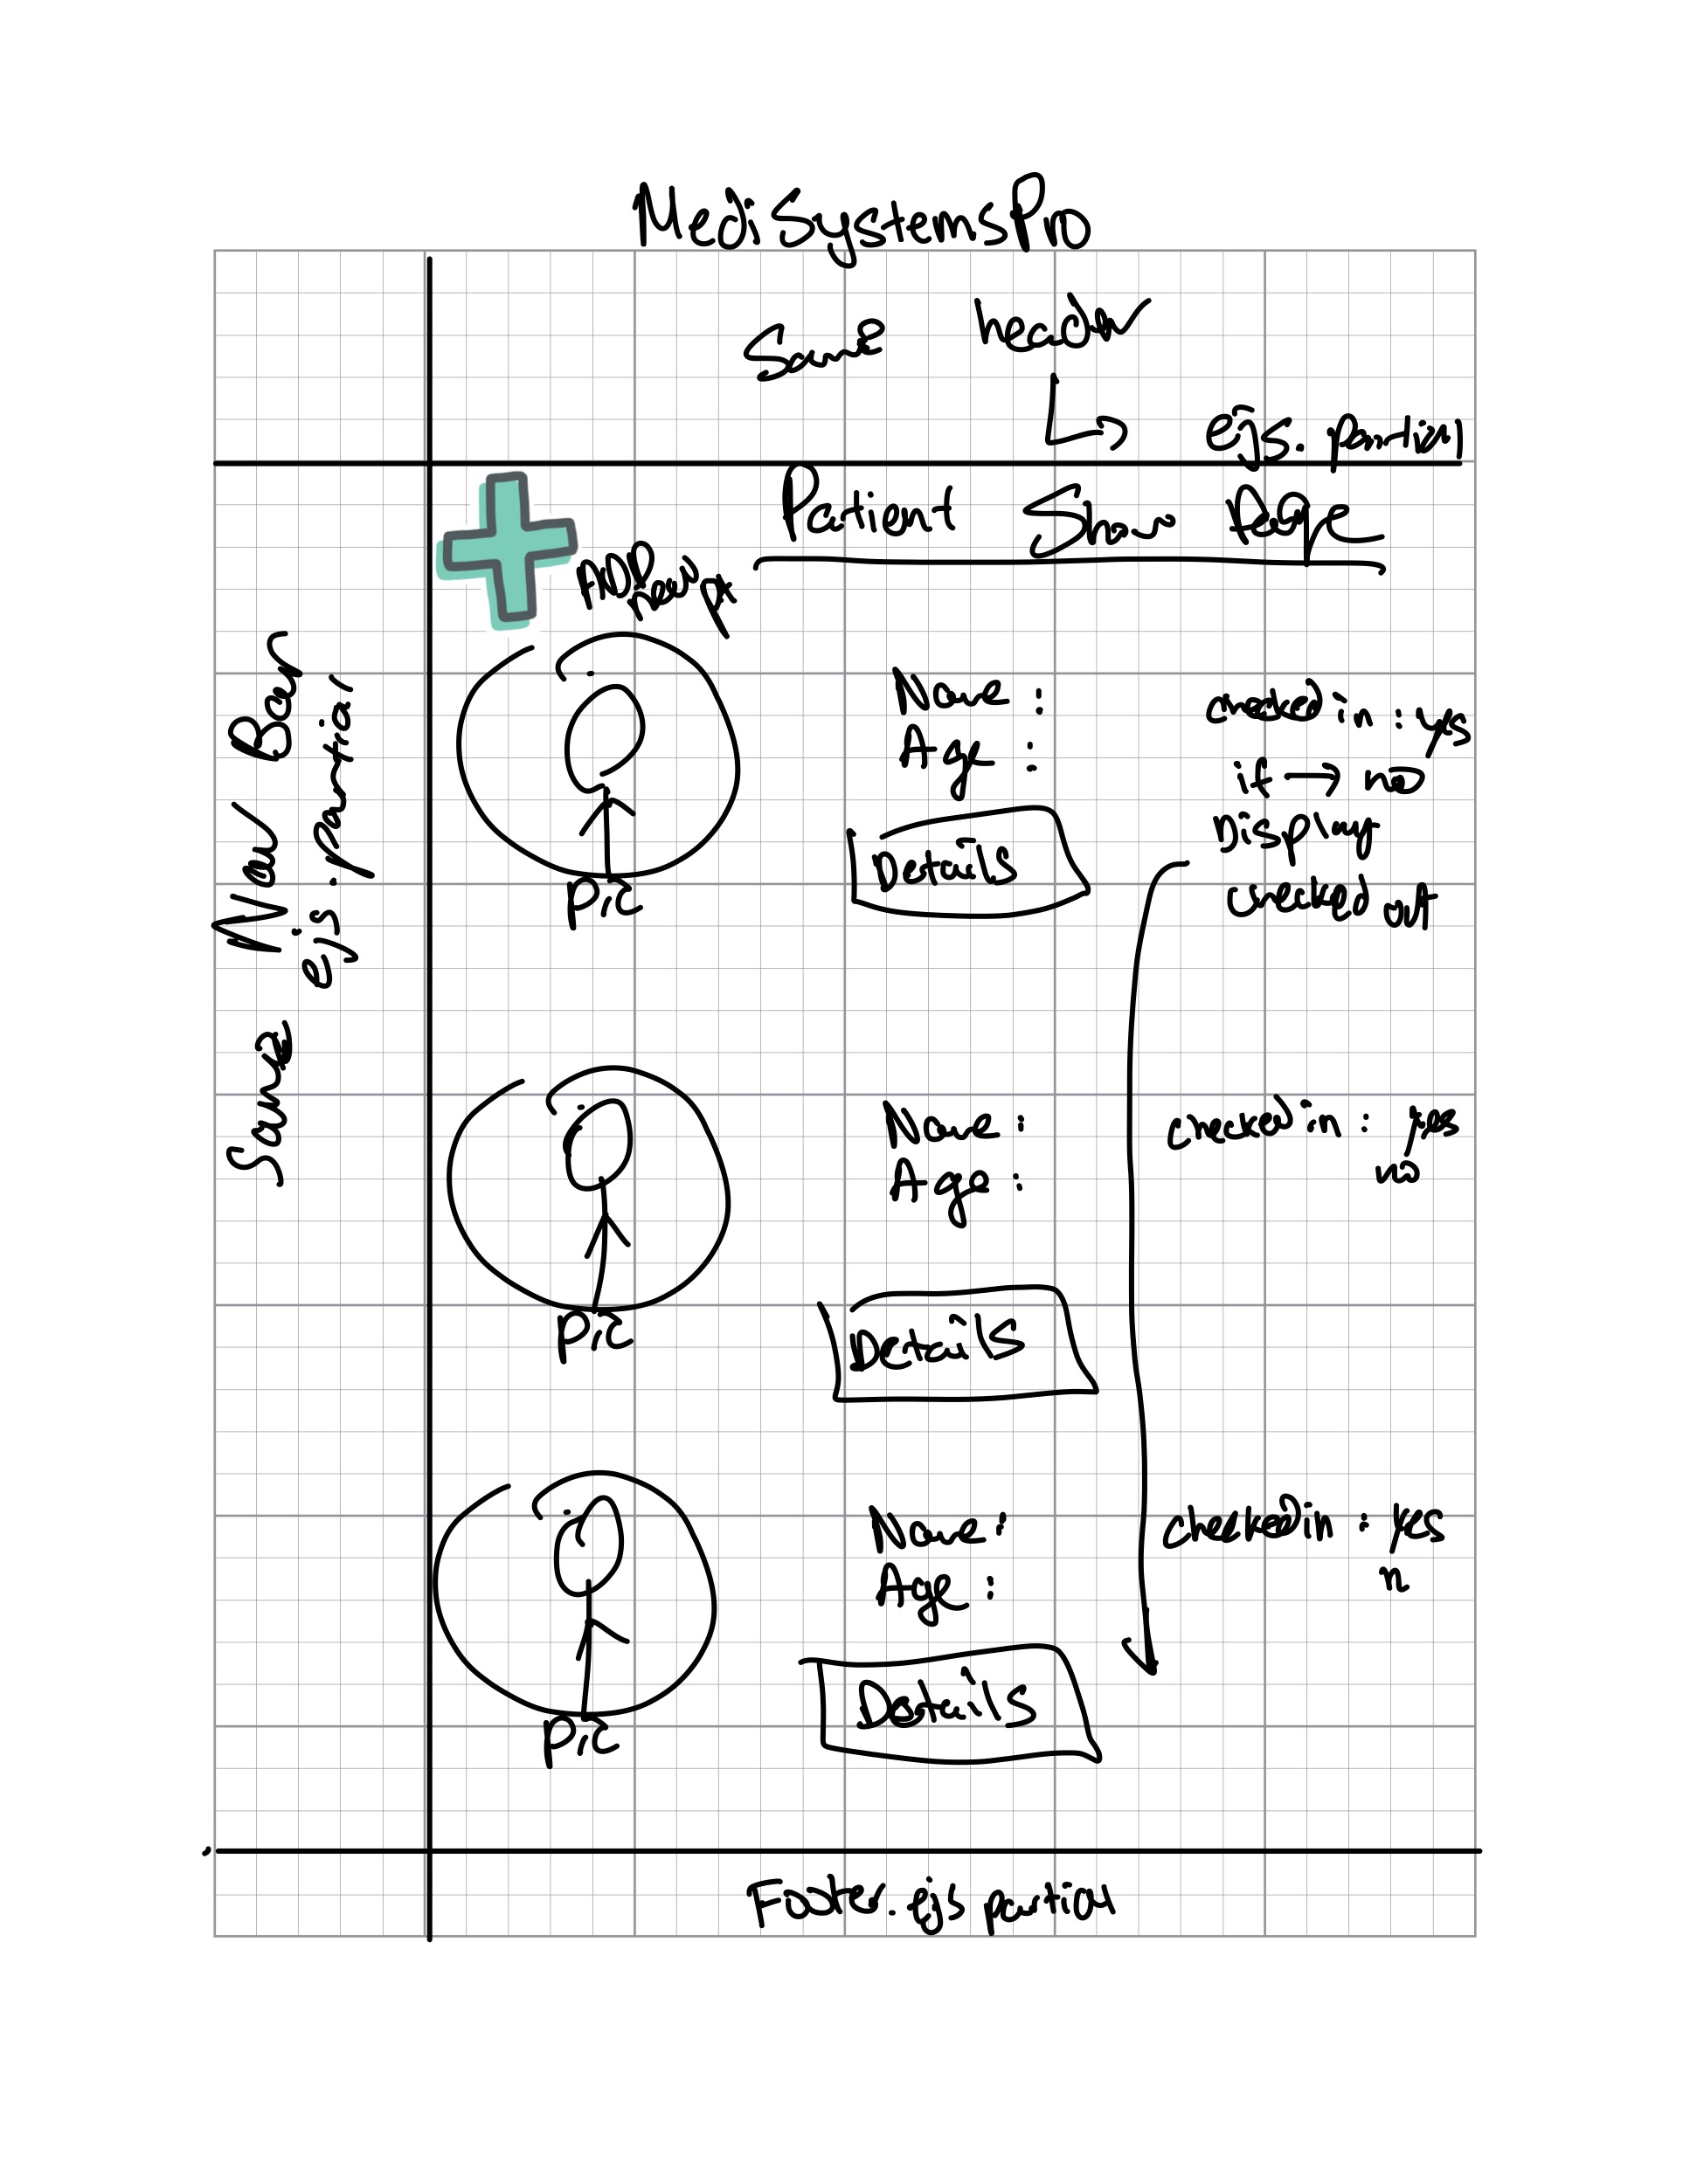 MediSystemsPro
Same header
ejs. partial
Patient Show Page
ADD
New pt
Same Nav Bar
ejs. partial
Name :
Age :
Details
Pic
checked in : yes
if → no
Display
checked out
Name :
Age :
Details
Pic
checked in : yes
no
Name :
Age :
Details
Pic
checked in : yes
n
Footer. ejs partial